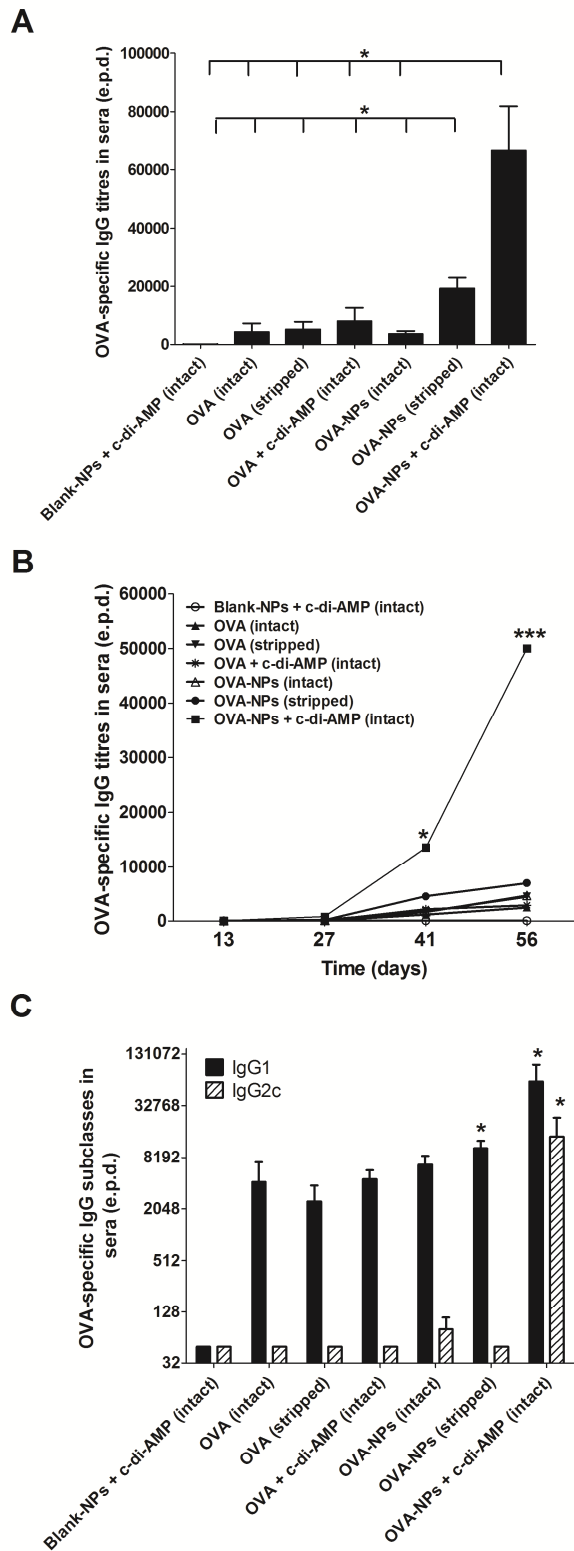 A
OVA-specific IgG titres in sera (e.p.d.)
100000
80000
60000
40000
20000
0
*
*
Blank-NPs + c-di-AMP (intact)
OVA (intact)
OVA (stripped)
OVA + c-di-AMP (intact)
OVA-NPs (intact)
OVA-NPs (stripped)
OVA-NPs + c-di-AMP (intact)
B
OVA-specific IgG titres in sera (e.p.d.)
60000
50000
40000
30000
20000
10000
0
Blank-NPs + c-di-AMP (intact)
OVA (intact)
OVA (stripped)
OVA + c-di-AMP (intact)
OVA-NPs (intact)
OVA-NPs (stripped)
OVA-NPs + c-di-AMP (intact)
*
***
13 27 41 56
Time (days)
C
OVA-specific IgG subclasses in
sera (e.p.d.)
131072
32768
8192
2048
512
128
32
IgG1
IgG2c
*
*
*
Blank-NPs + c-di-AMP (intact)
OVA (intact)
OVA (stripped)
OVA + c-di-AMP (intact)
OVA-NPs (intact)
OVA-NPs (stripped)
OVA-NPs + c-di-AMP (intact)